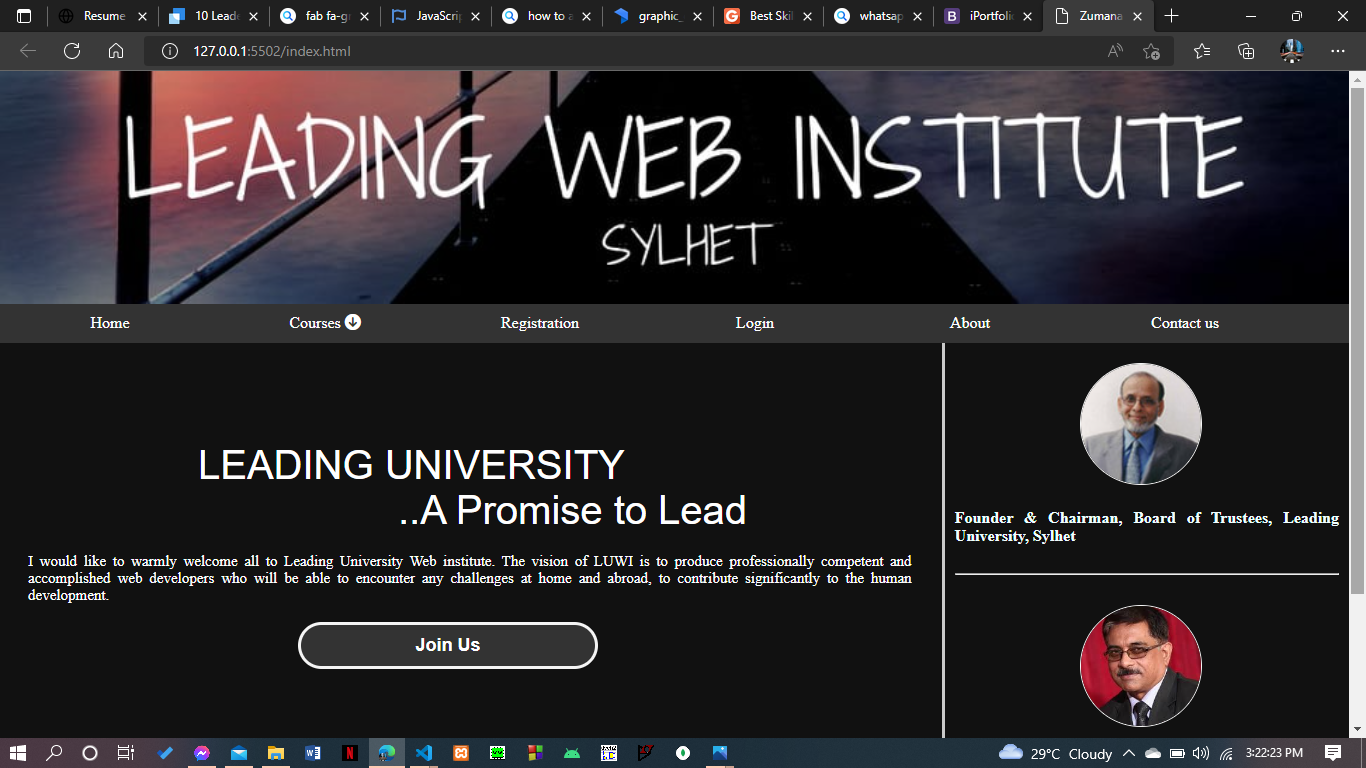 Resume
10 Leade
fab fa-gr
JavaScrip
how to a
graphic_
Best Skil
whatsap
iPortfolio
Zumana
127.0.0.1:5502/index.html
LEADING WEB INSTITUTE
SYLHET
Home Courses Registration Login About Contact us
LEADING UNIVERSITY
..A Promise to Lead
I would like to warmly welcome all to Leading University Web institute. The vision of LUWI is to produce professionally competent and
accomplished web developers who will be able to encounter any challenges at home and abroad, to contribute significantly to the human
development.
Join Us
Founder & Chairman, Board of Trustees, Leading
University, Sylhet
29°C Cloudy 3:22:23 PM